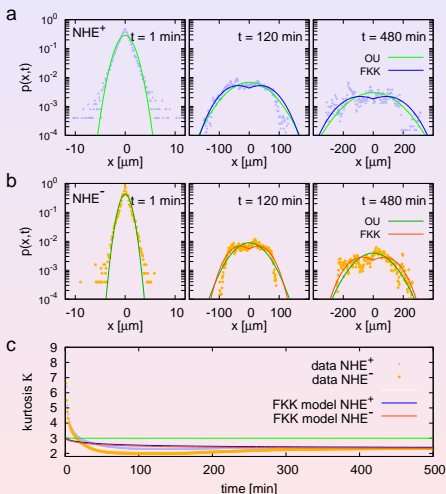 a
NHE+ t = 1 min t = 120 min t = 480 min
OU
FKK
p(x,t)
10^0
10^-1
10^-2
10^-3
10^-4
-10 0 10 -100 0 100 -200 0 200
x [μm] x [μm] x [μm]
b
NHE- t = 1 min t = 120 min t = 480 min
OU
FKK
p(x,t)
10^0
10^-1
10^-2
10^-3
10^-4
-10 0 10 -100 0 100 -200 0 200
x [μm] x [μm] x [μm]
c
data NHE+
data NHE-
FKK model NHE+
FKK model NHE-
kurtosis K
9
8
7
6
5
4
3
2
0 100 200 300 400 500
time [min]